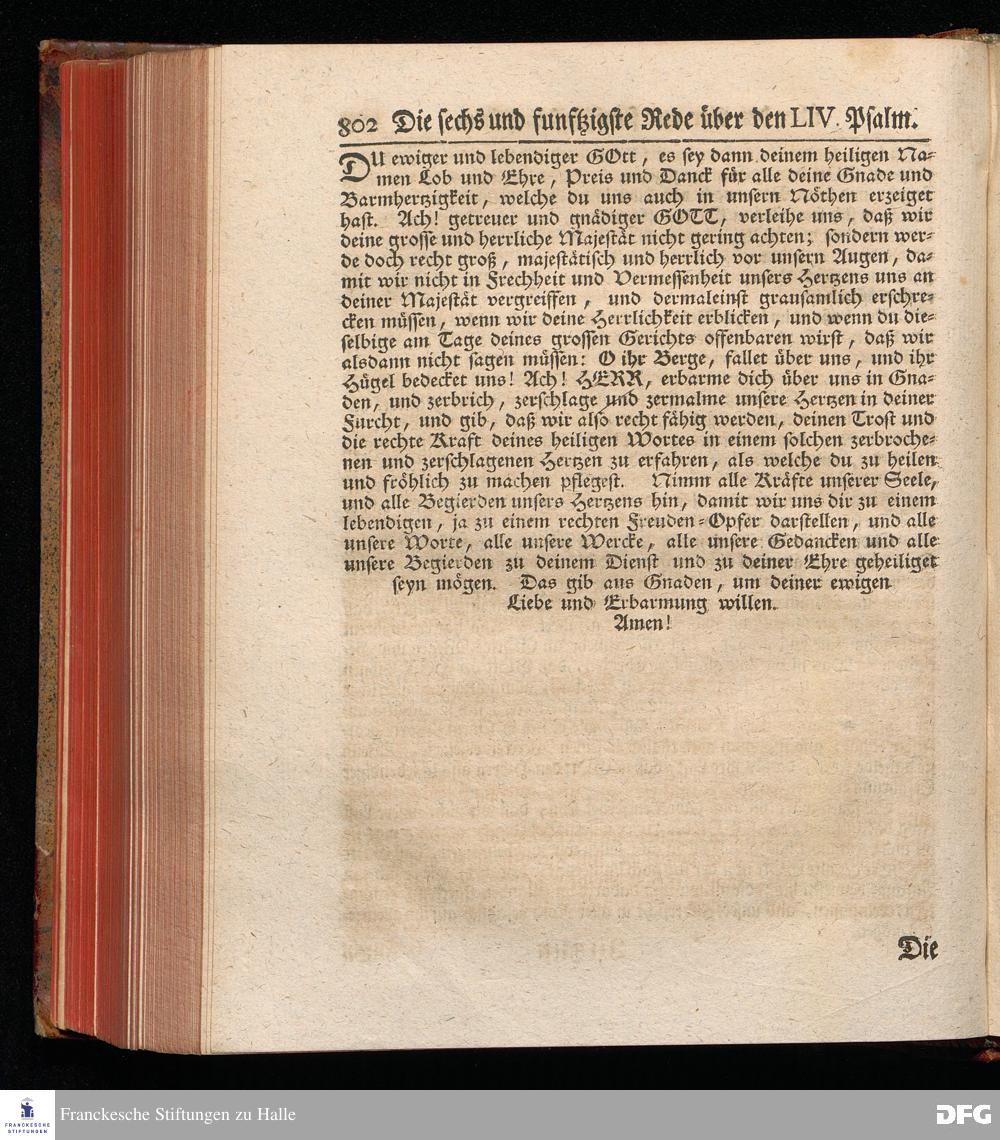 802 Die sechs und funftzigste Rede über den LIV. Psalm.
DU ewiger und lebendiger GOtt, es sey dann deinem heiligen Na-
men Lob und Ehre, Preis und Danck für alle deine Gnade und
Barmhertzigkeit, welche du uns auch in unsern Nöthen erzeiget
hast. Ach! getreuer und gnädiger GOTT, verleihe uns, daß wir
deine grosse und herrliche Majestät nicht gering achten; sondern wer-
de doch recht groß, majestätisch und herrlich vor unsern Augen, da-
mit wir nicht in Frechheit und Vermessenheit unsers Hertzens uns an
deiner Majestät vergreiffen, und dermaleinst grausamlich erschre-
cken müssen, wenn wir deine Herrlichkeit erblicken, und wenn du die-
selbige am Tage deines grossen Gerichts offenbaren wirst, daß wir
alsdann nicht sagen müssen: O ihr Berge, fallet über uns, und ihr
Hügel bedecket uns! Ach! HERR, erbarme dich über uns in Gna-
den, und zerbrich, zerschlage und zermalme unsere Hertzen in deiner
Furcht, und gib, daß wir also recht fähig werden, deinen Trost und
die rechte Kraft deines heiligen Wortes in einem solchen zerbroche-
nen und zerschlagenen Hertzen zu erfahren, als welche du zu heilen
und fröhlich zu machen pflegest. Nimm alle Kräfte unserer Seele,
und alle Begierden unsers Hertzens hin, damit wir uns dir zu einem
lebendigen, ja zu einem rechten Freuden-Opfer darstellen, und alle
unsere Worte, alle unsere Wercke, alle unsere Gedancken und alle
unsere Begierden zu deinem Dienst und zu deiner Ehre geheiliget
seyn mögen. Das gib aus Gnaden, um deiner ewigen
Liebe und Erbarmung willen.
Amen!
Die
FRANCKESCHE
STIFTUNGEN
Franckesche Stiftungen zu Halle
DFG